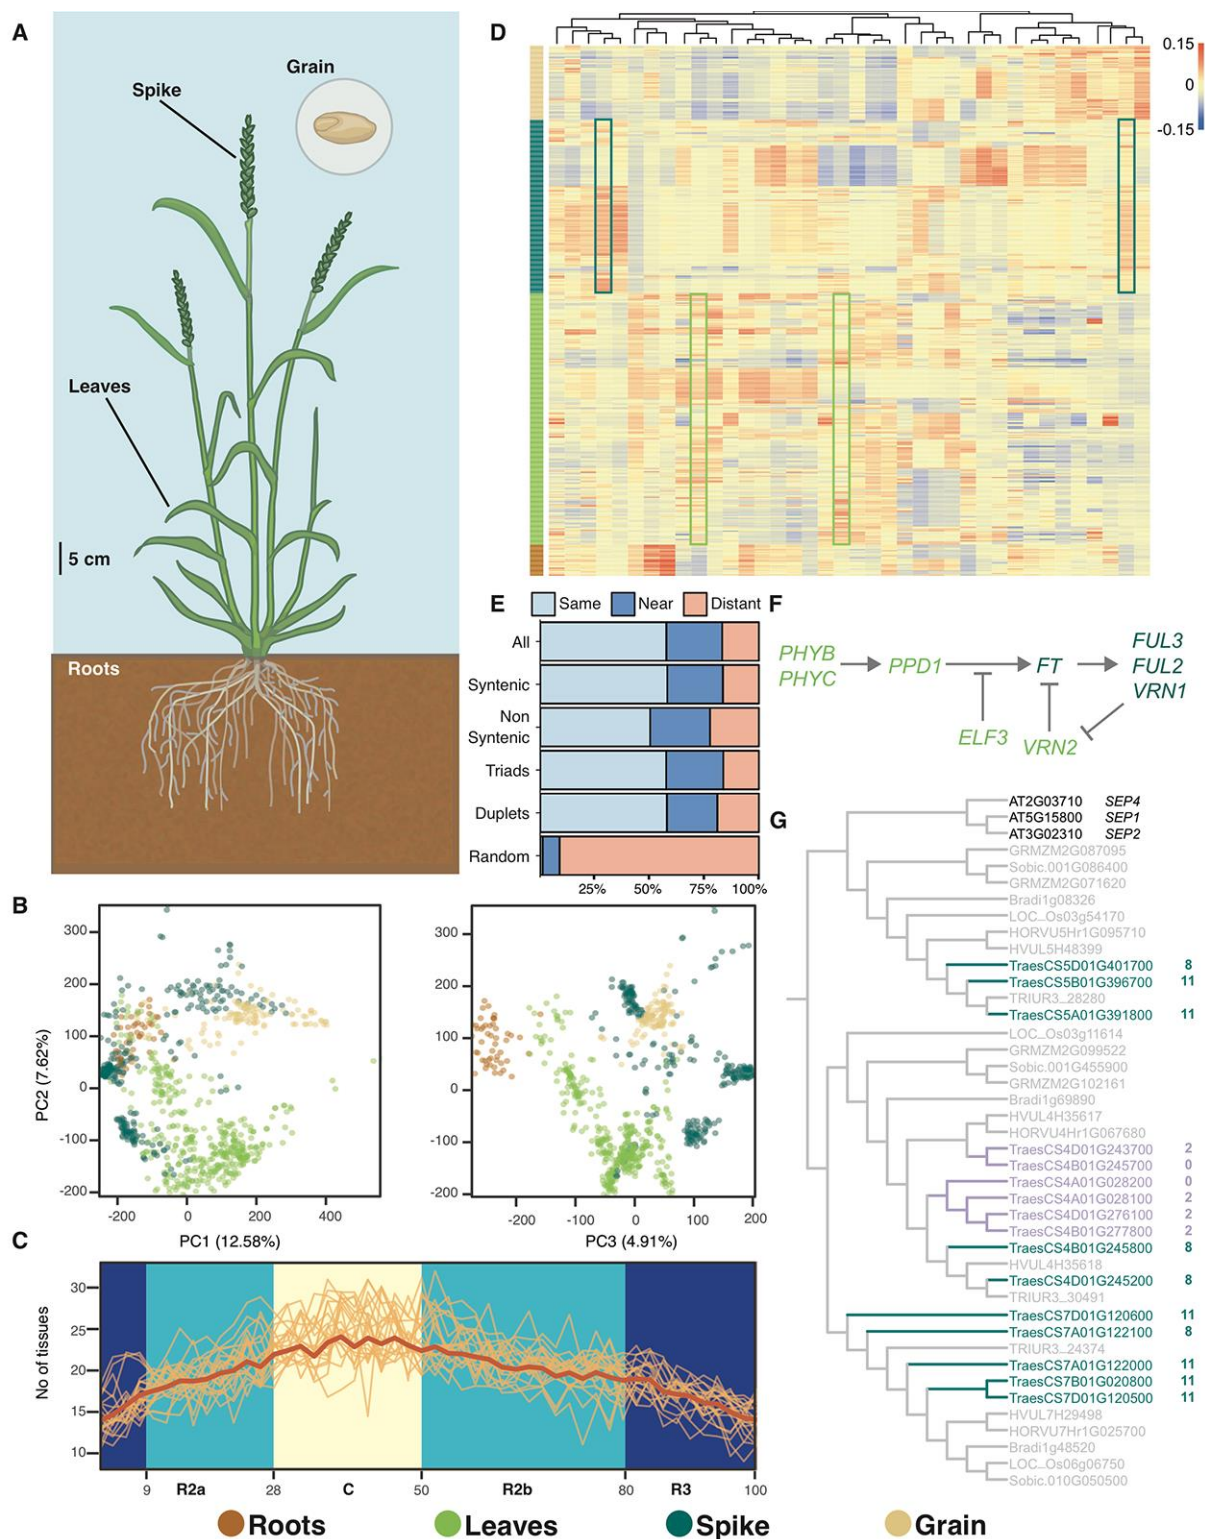 A
Spike
Grain
Leaves
5 cm
Roots
D
0.15
0
-0.15
E
Same
Near
Distant
All
Syntenic
Non
Syntenic
Triads
Duplets
Random
25%
50%
75%
100%
F
PHYB
PHYC
PPD1
FT
FUL3
FUL2
VRN1
ELF3
VRN2
B
300
200
100
0
-100
-200
PC2 (7.62%)
-200
0
200
400
PC1 (12.58%)
300
200
100
0
-100
-200
-200
-100
0
100
200
PC3 (4.91%)
C
No of tissues
30
25
20
15
10
9
R2a
28
C
50
R2b
80
R3
100
G
AT2G03710 SEP4
AT5G15800 SEP1
AT3G02310 SEP2
GRMZM2G087095
Sobic.001G086400
GRMZM2G071620
Bradi1g08326
LOC_Os03g54170
HORVU5Hr1G095710
HVUL5H48399
TraesCS5D01G401700 8
TraesCS5B01G396700 11
TRIUR3_28280
TraesCS5A01G391800 11
LOC_Os03g11614
GRMZM2G099522
Sobic.001G455900
GRMZM2G102161
Bradi1g69890
HVUL4H35617
HORVU4Hr1G067680
TraesCS4D01G243700 2
TraesCS4B01G245700 0
TraesCS4A01G028200 0
TraesCS4A01G028100 2
TraesCS4D01G276100 2
TraesCS4B01G277800 2
TraesCS4B01G245800 8
HVUL4H35618
TraesCS4D01G245200 8
TRIUR3_30491
TraesCS7D01G120600 11
TraesCS7A01G122100 8
TRIUR3_24374
TraesCS7A01G122000 11
TraesCS7B01G020800 11
TraesCS7D01G120500 11
HVUL7H29498
HORVU7Hr1G025700
Bradi1g48520
LOC_Os06g06750
Sobic.010G050500
Roots
Leaves
Spike
Grain